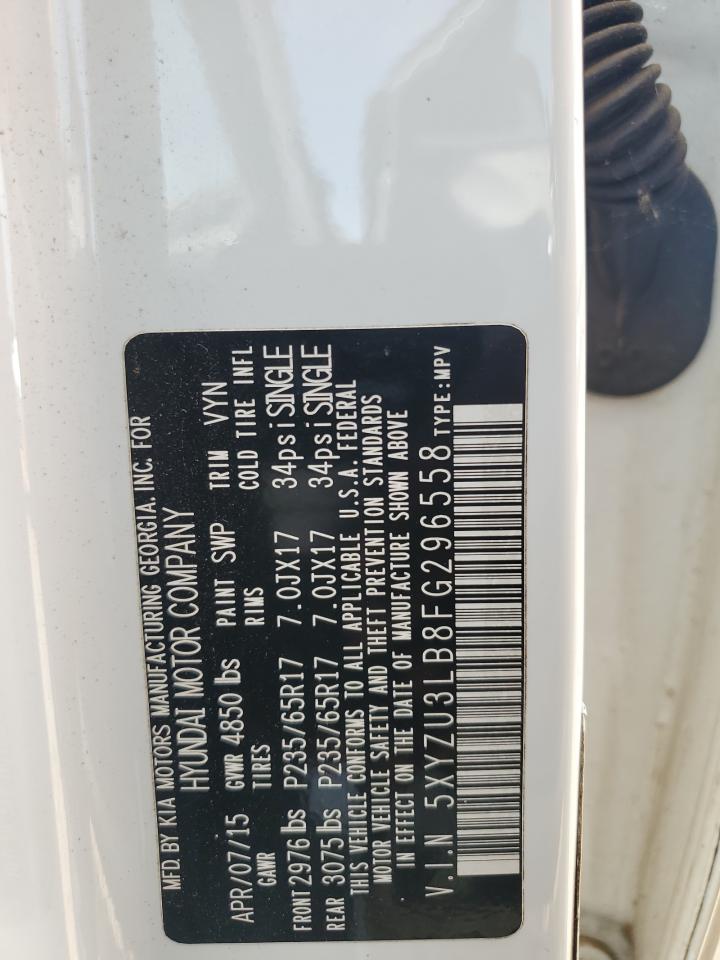 MFD. BY KIA MOTORS MANUFACTURING GEORGIA. INC. FOR
HYUNDAI MOTOR COMPANY
APR/07/15 GVWR 4850 lbs PAINT SWP TRIM VYN
GAWR TIRES RIMS COLD TIRE INFL
FRONT 2976 lbs P235/65R17 7.0JX17 34psi SINGLE
REAR 3075 lbs P235/65R17 7.0JX17 34psi SINGLE
THIS VEHICLE CONFORMS TO ALL APPLICABLE U.S.A. FEDERAL
MOTOR VEHICLE SAFETY AND THEFT PREVENTION STANDARDS
IN EFFECT ON THE DATE OF MANUFACTURE SHOWN ABOVE
V.I.N 5XYZU3LB8FG296558 TYPE:MPV